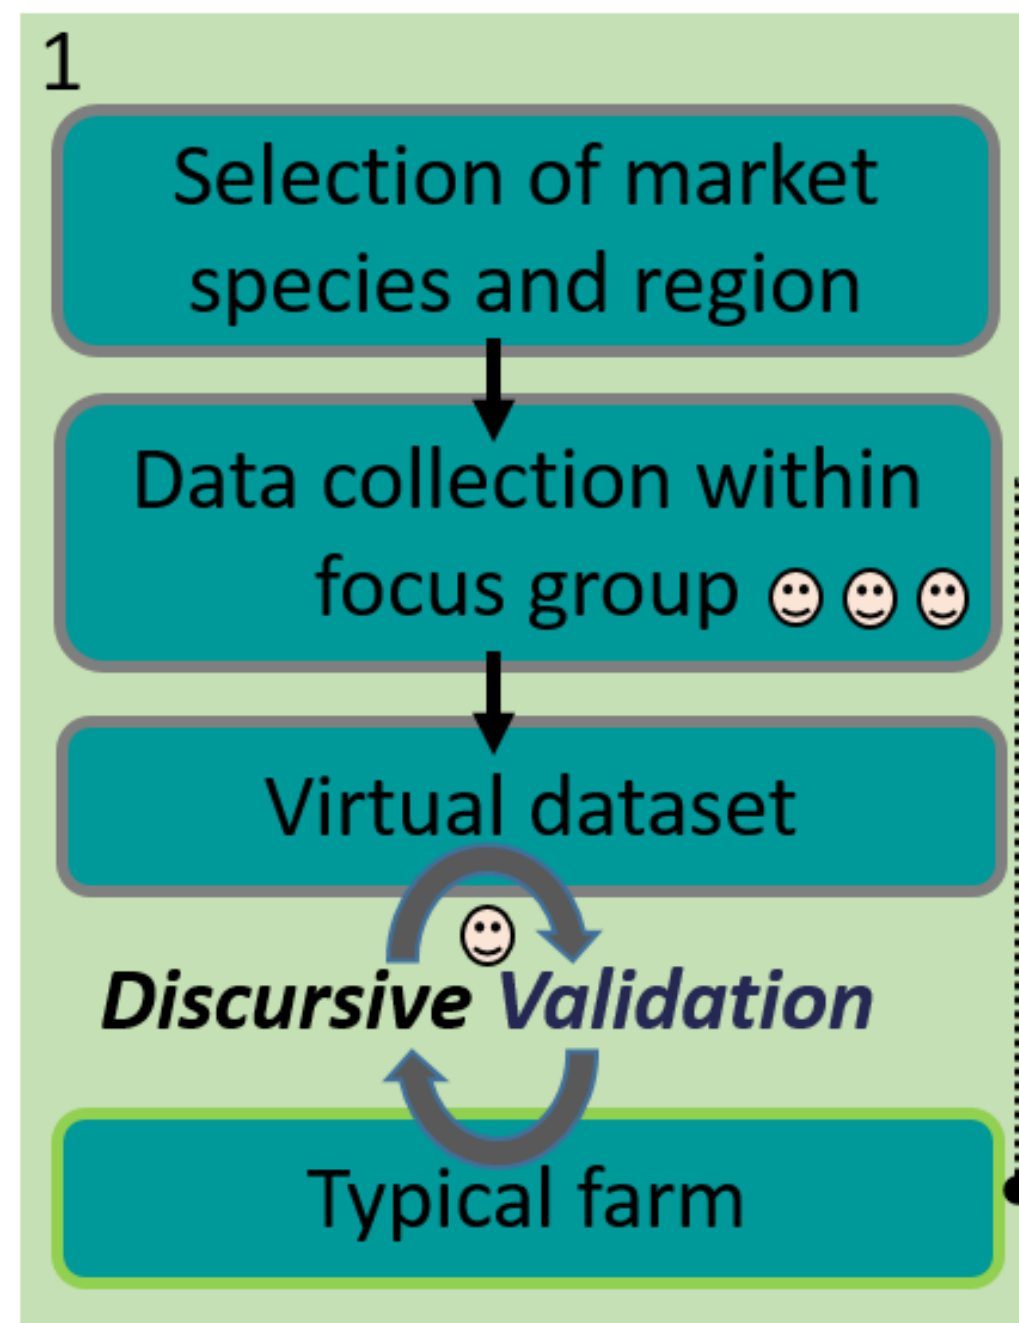 1
Selection of market
species and region
Data collection within
focus group
Virtual dataset
Discursive Validation
Typical farm